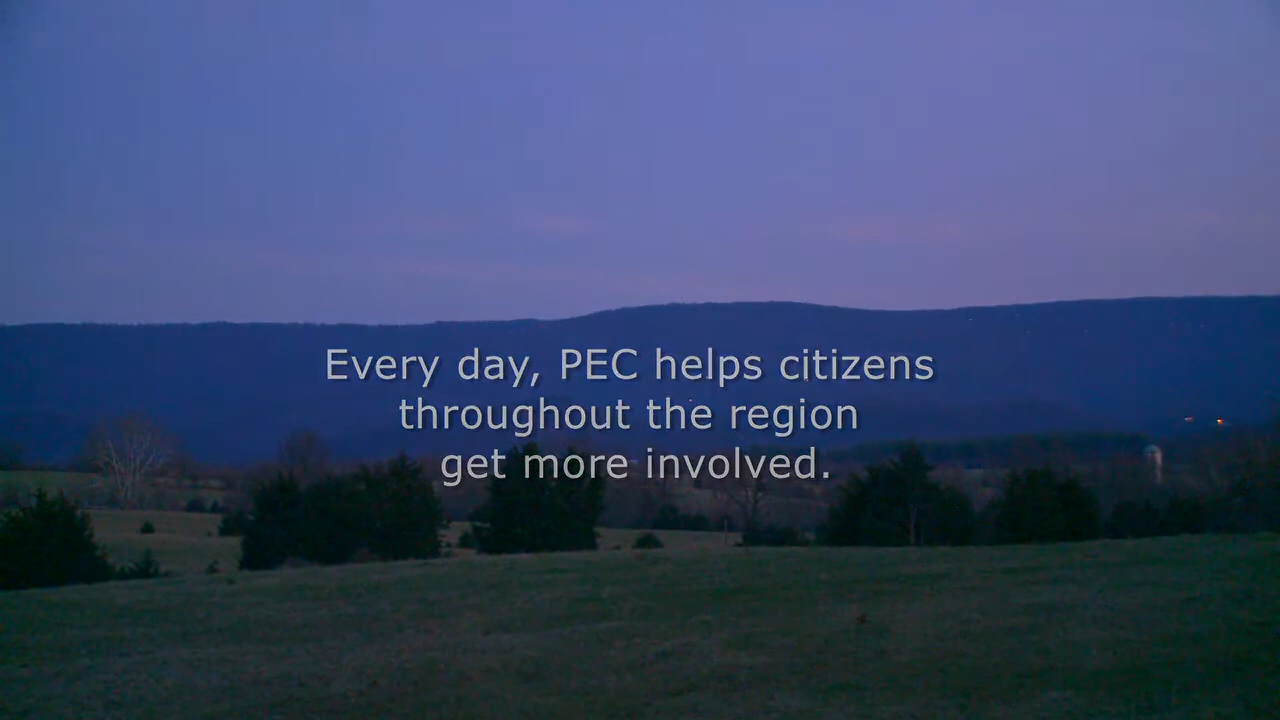 Every day, PEC helps citizens
throughout the region
get more involved.